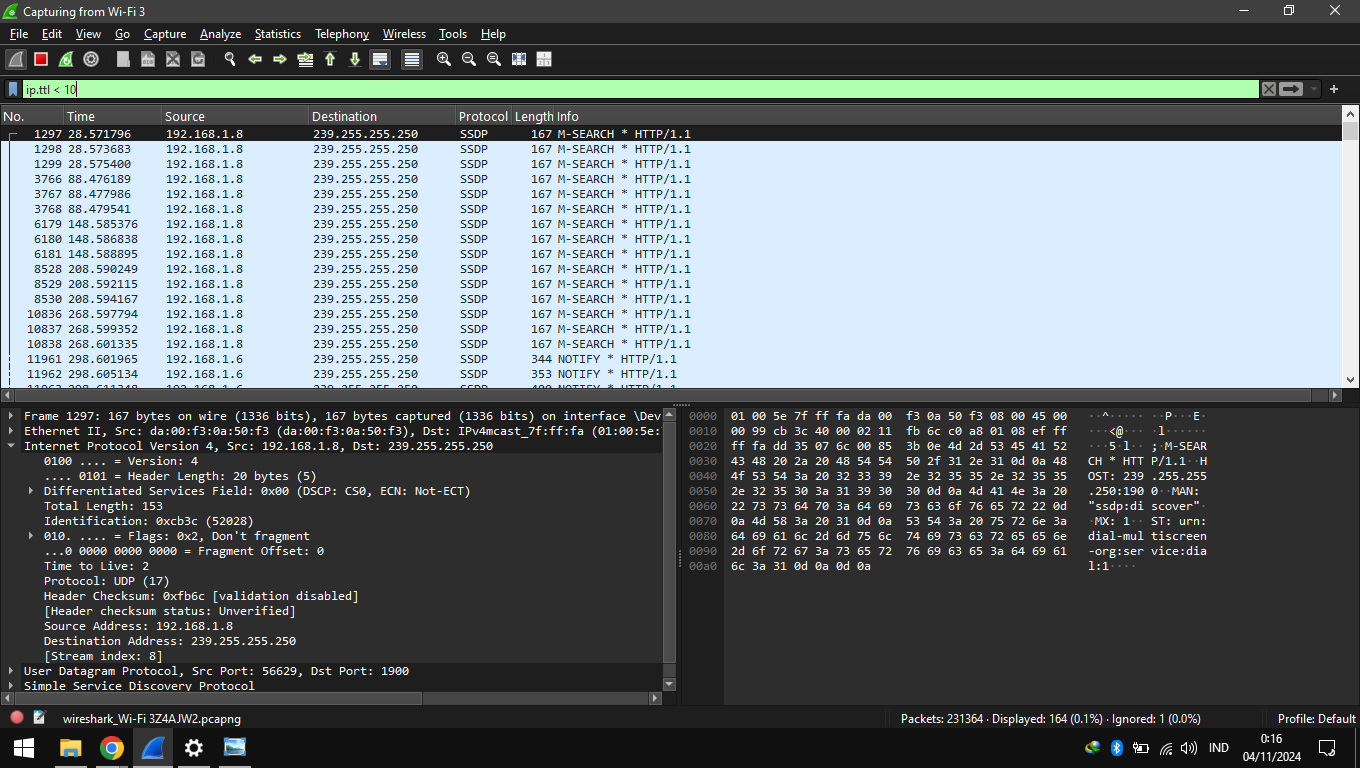 Capturing from Wi-Fi 3
File Edit View Go Capture Analyze Statistics Telephony Wireless Tools Help
ip.ttl < 10
No. Time Source Destination Protocol Length Info
1297 28.571796 192.168.1.8 239.255.255.250 SSDP 167 M-SEARCH * HTTP/1.1
1298 28.573683 192.168.1.8 239.255.255.250 SSDP 167 M-SEARCH * HTTP/1.1
1299 28.575400 192.168.1.8 239.255.255.250 SSDP 167 M-SEARCH * HTTP/1.1
3766 88.476189 192.168.1.8 239.255.255.250 SSDP 167 M-SEARCH * HTTP/1.1
3767 88.477986 192.168.1.8 239.255.255.250 SSDP 167 M-SEARCH * HTTP/1.1
3768 88.479541 192.168.1.8 239.255.255.250 SSDP 167 M-SEARCH * HTTP/1.1
6179 148.585376 192.168.1.8 239.255.255.250 SSDP 167 M-SEARCH * HTTP/1.1
6180 148.586838 192.168.1.8 239.255.255.250 SSDP 167 M-SEARCH * HTTP/1.1
6181 148.588895 192.168.1.8 239.255.255.250 SSDP 167 M-SEARCH * HTTP/1.1
8528 208.590249 192.168.1.8 239.255.255.250 SSDP 167 M-SEARCH * HTTP/1.1
8529 208.592115 192.168.1.8 239.255.255.250 SSDP 167 M-SEARCH * HTTP/1.1
8530 208.594167 192.168.1.8 239.255.255.250 SSDP 167 M-SEARCH * HTTP/1.1
10836 268.597794 192.168.1.8 239.255.255.250 SSDP 167 M-SEARCH * HTTP/1.1
10837 268.599352 192.168.1.8 239.255.255.250 SSDP 167 M-SEARCH * HTTP/1.1
10838 268.601335 192.168.1.8 239.255.255.250 SSDP 167 M-SEARCH * HTTP/1.1
11961 298.601965 192.168.1.6 239.255.255.250 SSDP 344 NOTIFY * HTTP/1.1
11962 298.605134 192.168.1.6 239.255.255.250 SSDP 353 NOTIFY * HTTP/1.1
Frame 1297: 167 bytes on wire (1336 bits), 167 bytes captured (1336 bits) on interface \Dev
Ethernet II, Src: da:00:f3:0a:50:f3 (da:00:f3:0a:50:f3), Dst: IPv4mcast_7f:ff:fa (01:00:5e:
Internet Protocol Version 4, Src: 192.168.1.8, Dst: 239.255.255.250
0100 .... = Version: 4
.... 0101 = Header Length: 20 bytes (5)
Differentiated Services Field: 0x00 (DSCP: CS0, ECN: Not-ECT)
Total Length: 153
Identification: 0xcb3c (52028)
010. .... = Flags: 0x2, Don't fragment
...0 0000 0000 0000 = Fragment Offset: 0
Time to Live: 2
Protocol: UDP (17)
Header Checksum: 0xfb6c [validation disabled]
[Header checksum status: Unverified]
Source Address: 192.168.1.8
Destination Address: 239.255.255.250
[Stream index: 8]
User Datagram Protocol, Src Port: 56629, Dst Port: 1900
Simple Service Discovery Protocol
0000 01 00 5e 7f ff fa da 00 f3 0a 50 f3 08 00 45 00 ··^····· ··P···E·
0010 00 99 cb 3c 40 00 02 11 fb 6c c0 a8 01 08 ef ff ···<@··· ·l······
0020 ff fa dd 35 07 6c 00 85 3b 0e 4d 2d 53 45 41 52 ···5·l·· ;·M-SEAR
0030 43 48 20 2a 20 48 54 54 50 2f 31 2e 31 0d 0a 48 CH * HTT P/1.1··H
0040 4f 53 54 3a 20 32 33 39 2e 32 35 35 2e 32 35 35 OST: 239 .255.255
0050 2e 32 35 30 3a 31 39 30 30 0d 0a 4d 41 4e 3a 20 .250:190 0··MAN:
0060 22 73 73 64 70 3a 64 69 73 63 6f 76 65 72 22 0d "ssdp:di scover"·
0070 0a 4d 58 3a 20 31 0d 0a 53 54 3a 20 75 72 6e 3a ·MX: 1·· ST: urn:
0080 64 69 61 6c 2d 6d 75 6c 74 69 73 63 72 65 65 6e dial-mul tiscreen
0090 2d 6f 72 67 3a 73 65 72 76 69 63 65 3a 64 69 61 -org:ser vice:dia
00a0 6c 3a 31 0d 0a 0d 0a l:1····
wireshark_Wi-Fi 3Z4AJW2.pcapng
Packets: 231364 · Displayed: 164 (0.1%) · Ignored: 1 (0.0%)
Profile: Default
IND
0:16
04/11/2024